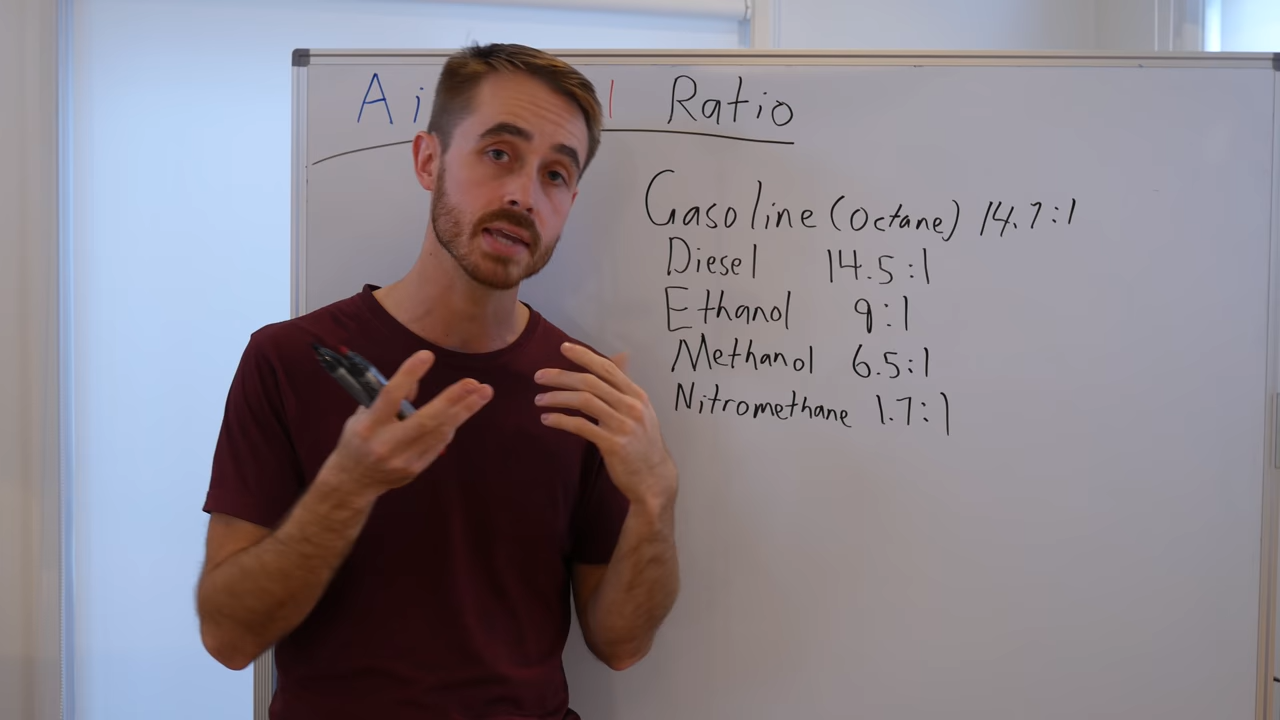 Ai l Ratio
Gasoline (Octane) 14.7:1
Diesel 14.5:1
Ethanol 9:1
Methanol 6.5:1
Nitromethane 1.7:1